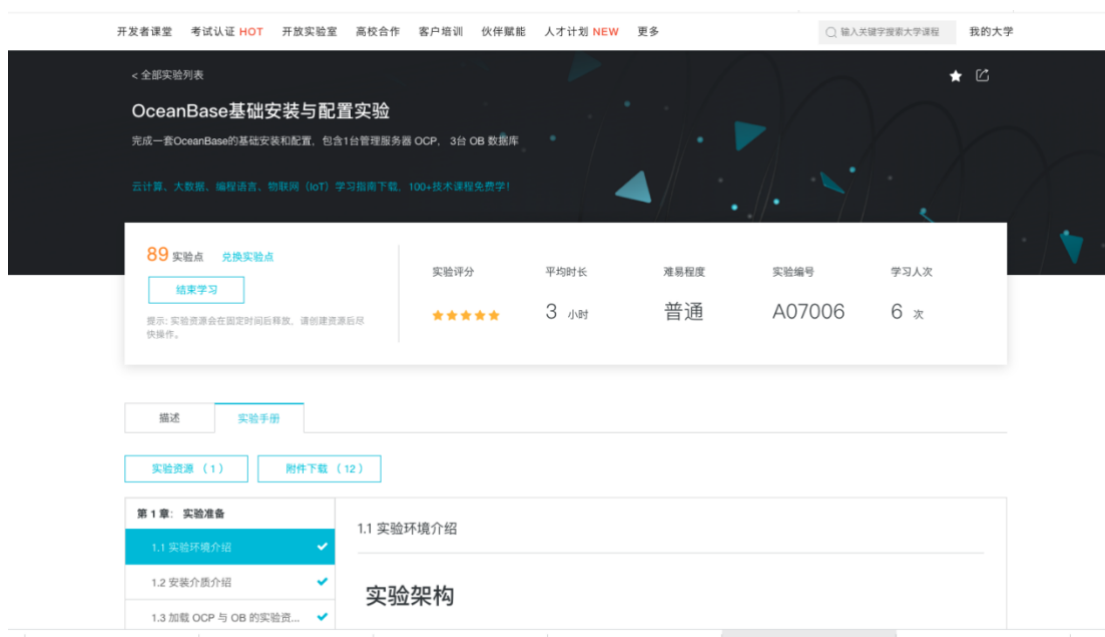 开发者课堂 考试认证 HOT 开放实验室 高校合作 客户培训 伙伴赋能 人才计划 NEW 更多 输入关键字搜索大学课程 我的大学
< 全部实验列表
OceanBase基础安装与配置实验
完成一套OceanBase的基础安装和配置，包含1台管理服务器 OCP， 3台 OB 数据库
云计算、大数据、编程语言、物联网（IoT）学习指南下载，100+技术课程免费学！
89 实验点 兑换实验点
结束学习
提示: 实验资源会在固定时间后释放，请创建资源后尽
快操作。
实验评分 平均时长 难易程度 实验编号 学习人次
3 小时 普通 A07006 6 次
描述 实验手册
实验资源 （ 1 ） 附件下载 （ 12 ）
第 1 章: 实验准备
1.1 实验环境介绍
1.2 安装介质介绍
1.3 加载 OCP 与 OB 的实验资...
1.1 实验环境介绍
实验架构